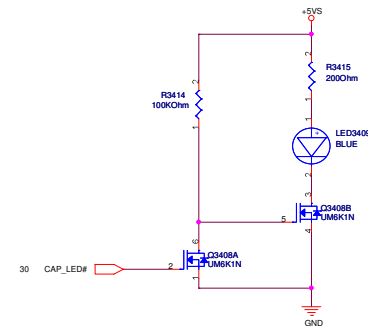 +5VS
2
2
R3415
200Ohm
R3414
100KOhm
1
1
1
LED3409
BLUE
2
3
Q3408B
UM6K1N
5
4
6
Q3408A
UM6K1N
30 CAP_LED#
2
1
GND